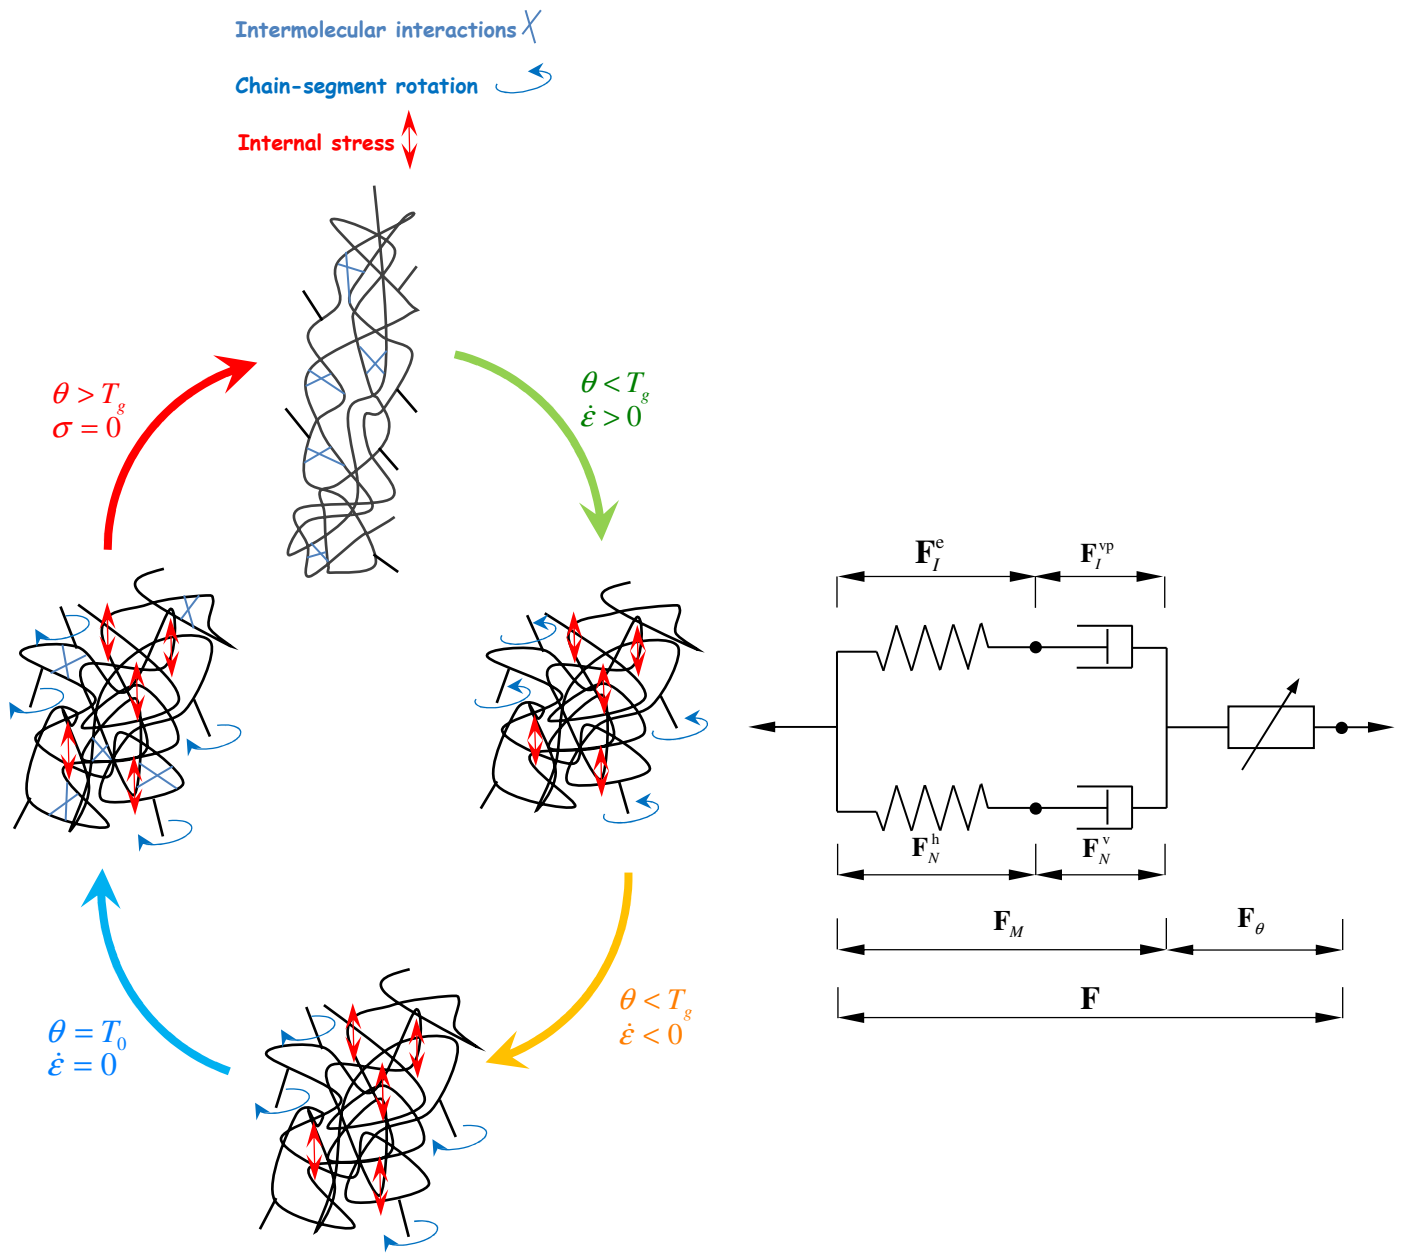 Intermolecular interactions
Chain-segment rotation
Internal stress
θ > T_g
σ = 0
θ < T_g
ε̇ > 0
θ < T_g
ε̇ < 0
θ = T_0
ε̇ = 0
F_I^e
F_I^vp
F_N^h
F_N^v
F_M
F_θ
F